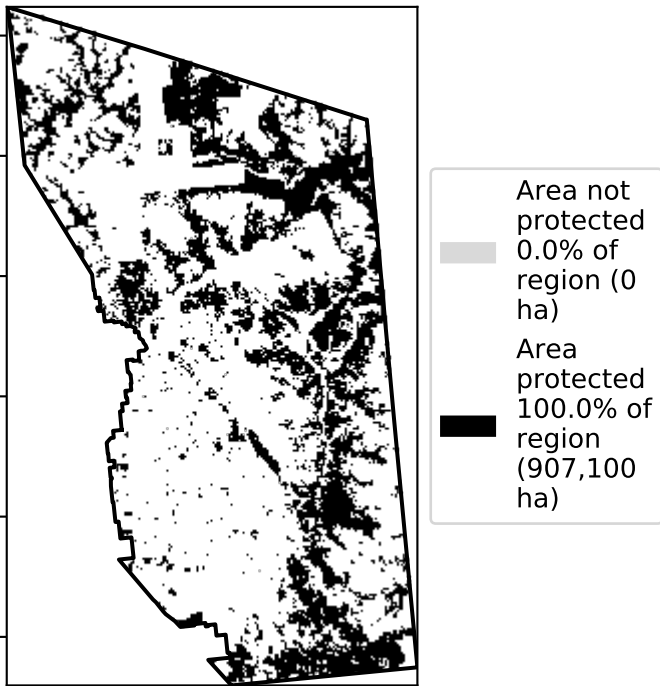 Area not
protected
0.0% of
region (0
ha)
Area
protected
100.0% of
region
(907,100
ha)